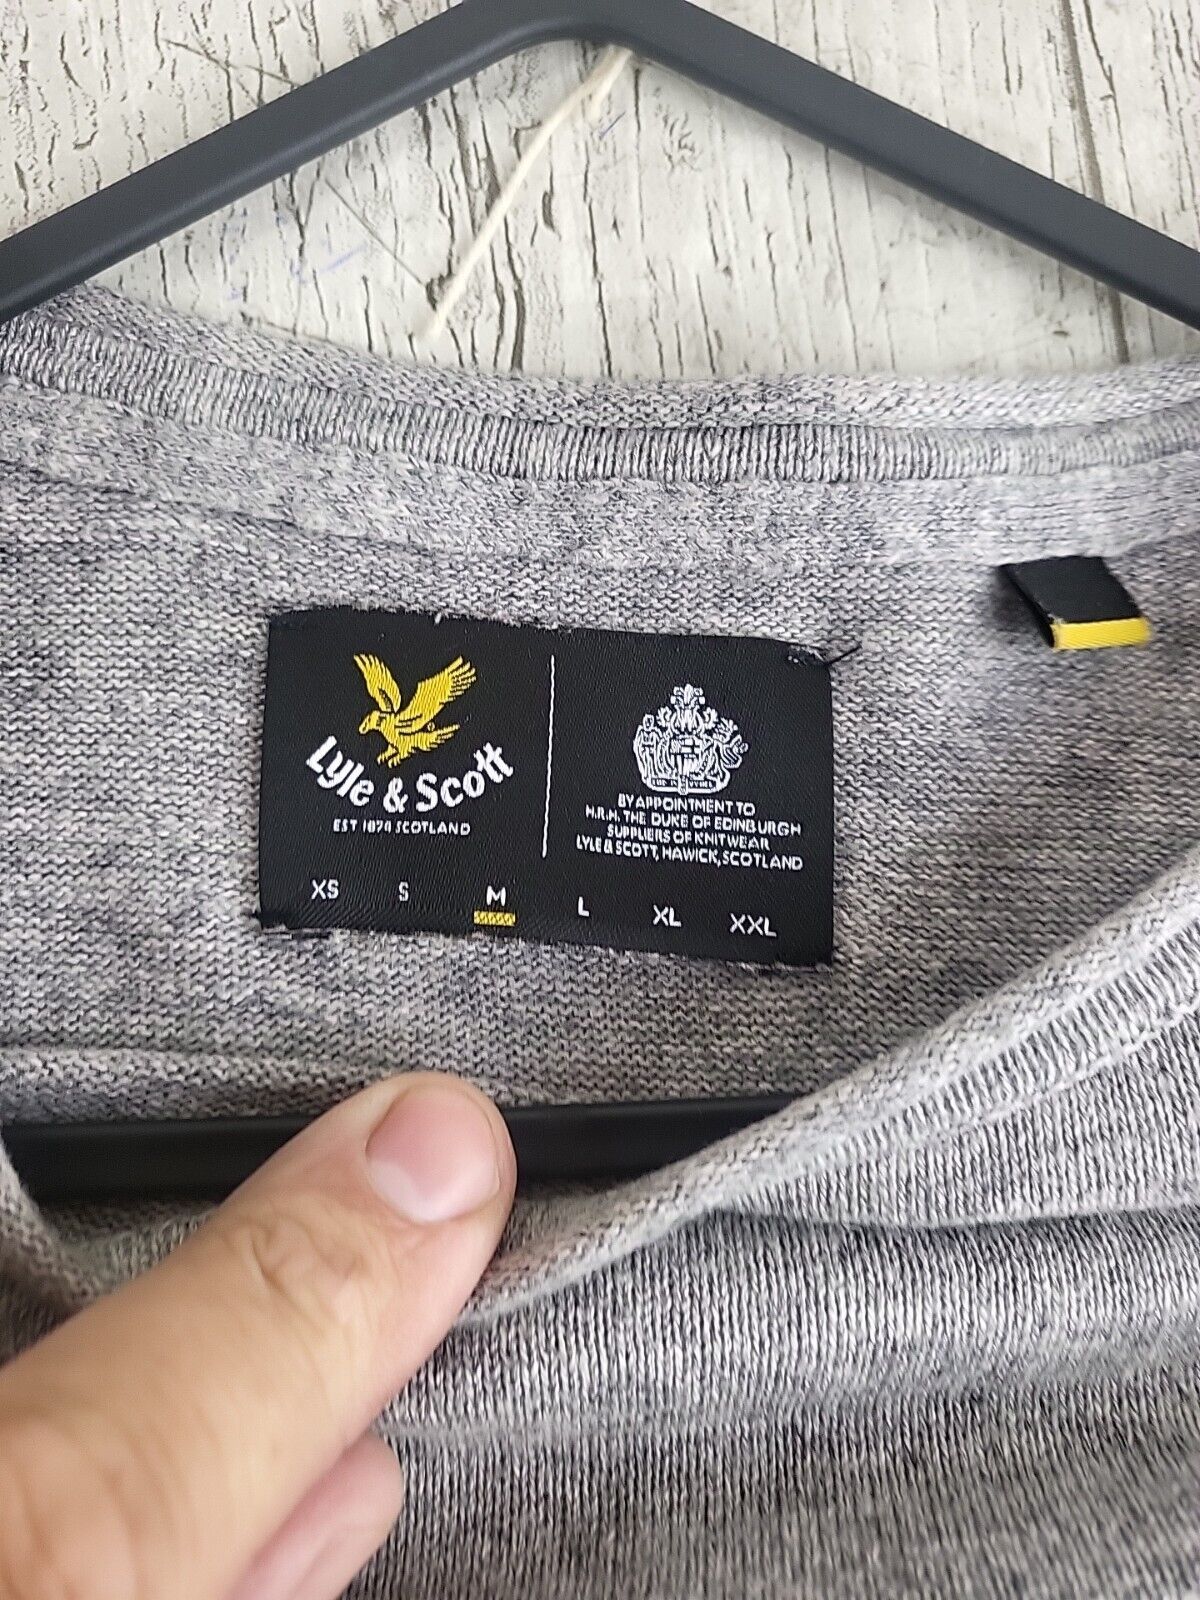 Lyle & Scott
EST 1874 SCOTLAND
BY APPOINTMENT TO
H.R.H. THE DUKE OF EDINBURGH
SUPPLIERS OF KNITWEAR
LYLE & SCOTT, HAWICK, SCOTLAND
XS S M L XL XXL